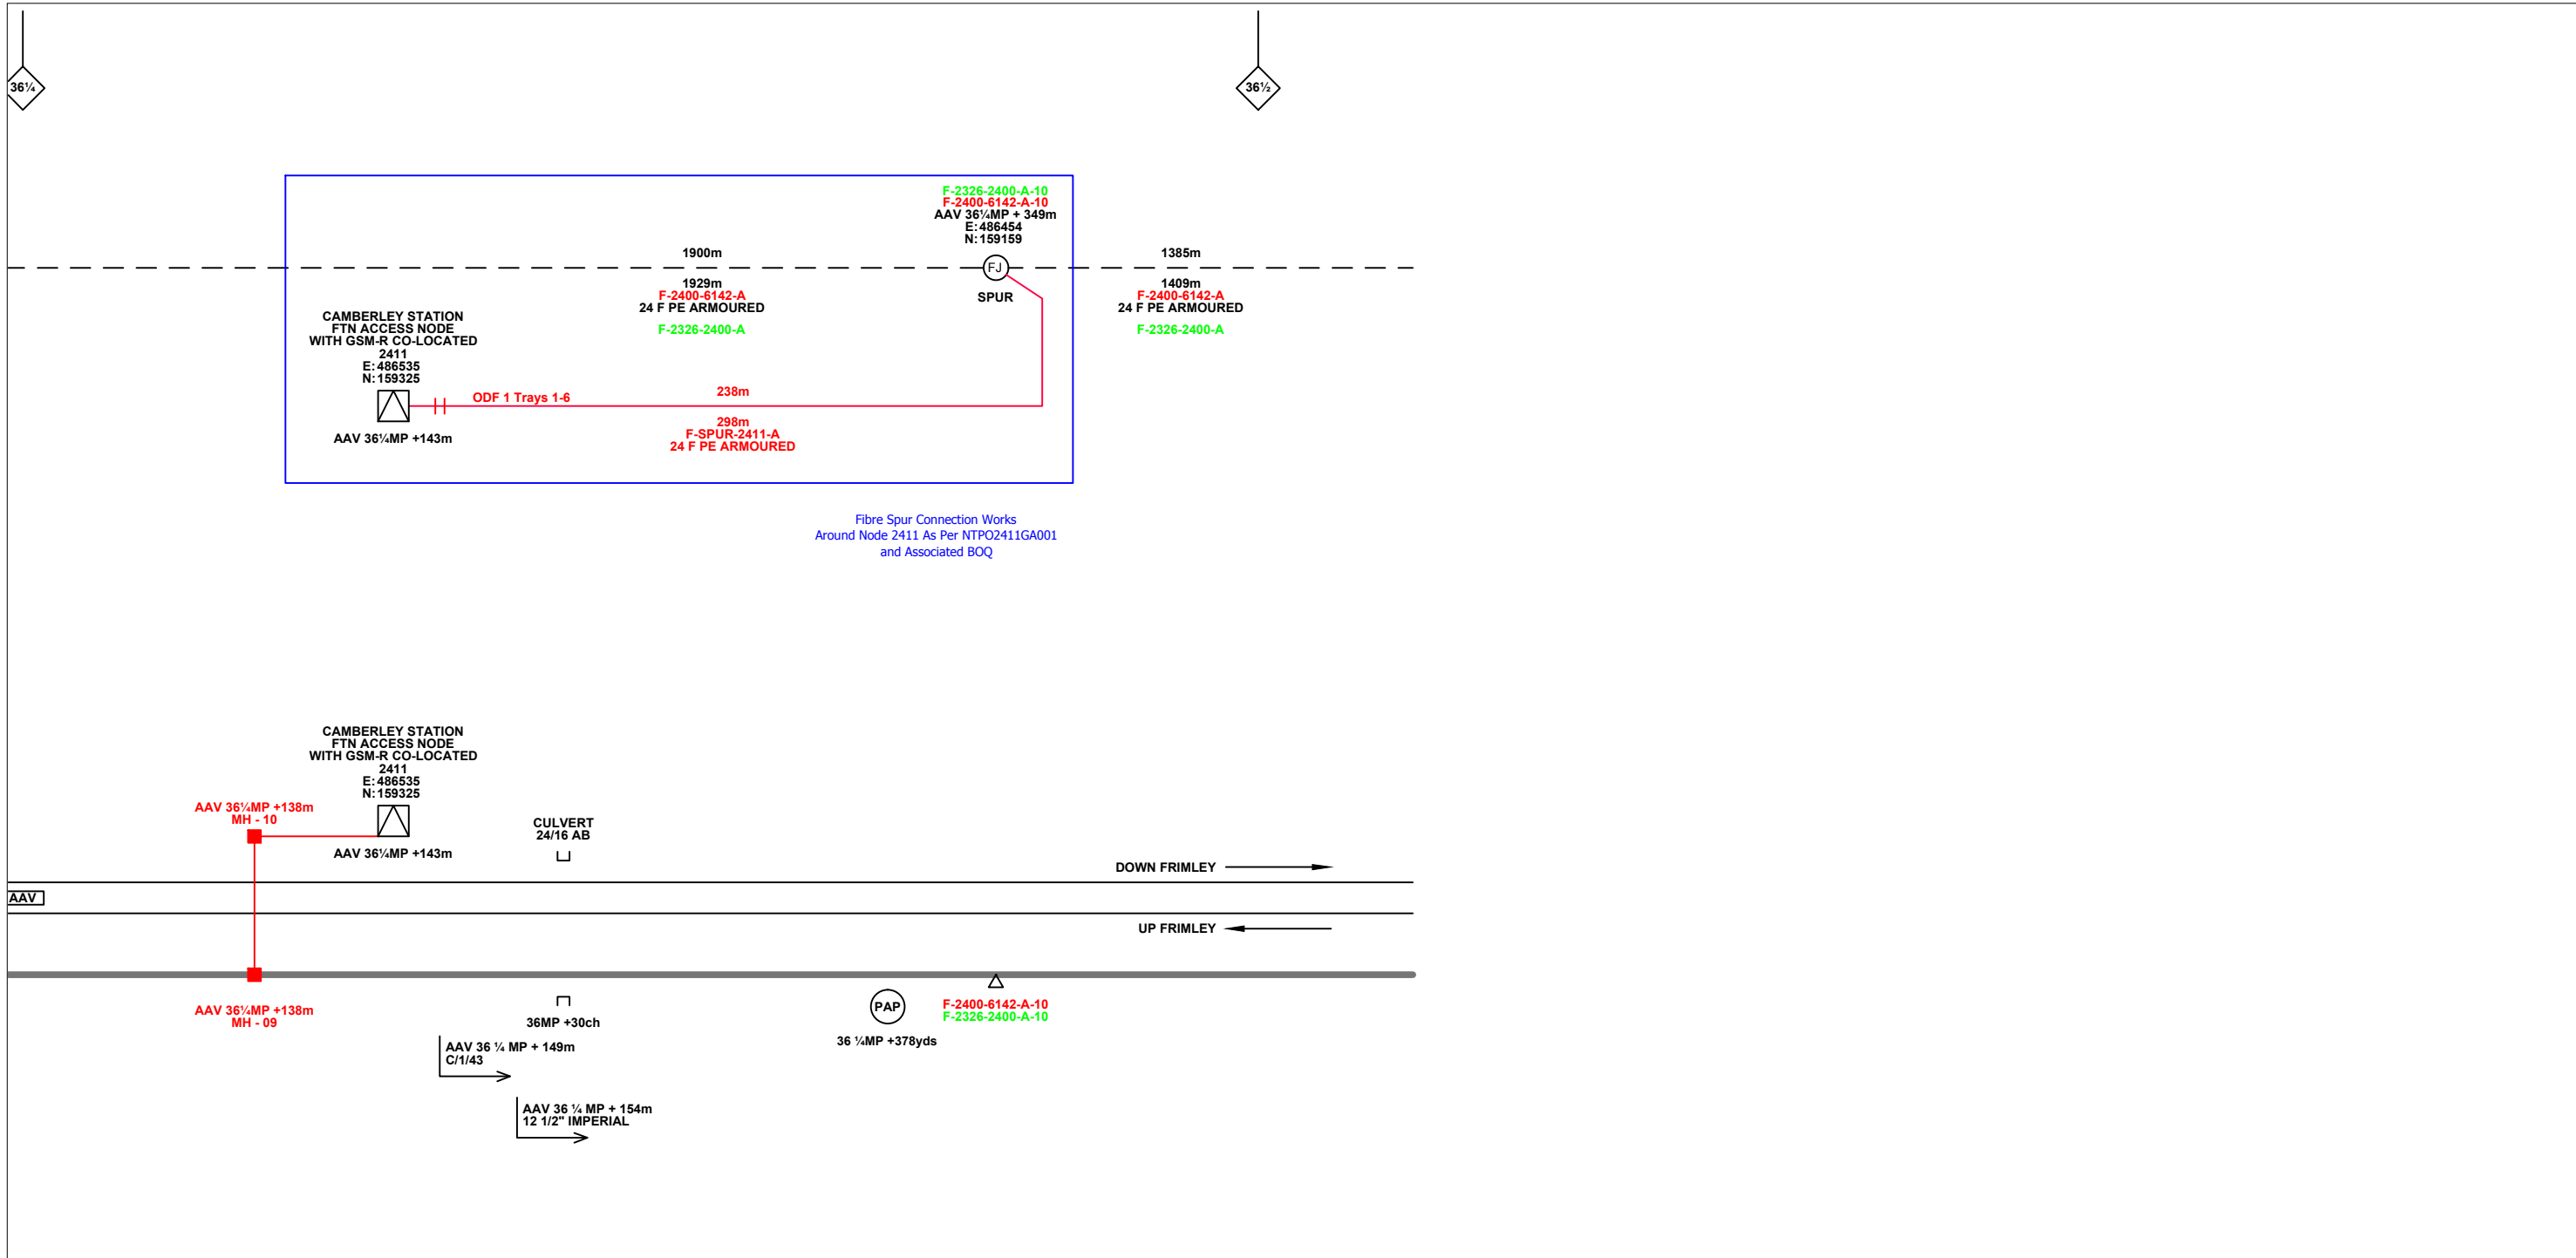 36¼
36½
F-2326-2400-A-10
F-2400-6142-A-10
AAV 36¼MP + 349m
E:486454
N:159159
1900m
FJ
1385m
1929m
F-2400-6142-A
24 F PE ARMOURED
F-2326-2400-A
SPUR
1409m
F-2400-6142-A
24 F PE ARMOURED
F-2326-2400-A
CAMBERLEY STATION
FTN ACCESS NODE
WITH GSM-R CO-LOCATED
2411
E:486535
N:159325
ODF 1 Trays 1-6
238m
AAV 36¼MP +143m
298m
F-SPUR-2411-A
24 F PE ARMOURED
Fibre Spur Connection Works
Around Node 2411 As Per NTPO2411GA001
and Associated BOQ
CAMBERLEY STATION
FTN ACCESS NODE
WITH GSM-R CO-LOCATED
2411
E:486535
N:159325
AAV 36¼MP +138m
MH - 10
AAV 36¼MP +143m
CULVERT
24/16 AB
DOWN FRIMLEY
AAV
UP FRIMLEY
AAV 36¼MP +138m
MH - 09
36MP +30ch
PAP
36 ¼MP +378yds
F-2400-6142-A-10
F-2326-2400-A-10
AAV 36 ¼ MP + 149m
C/1/43
AAV 36 ¼ MP + 154m
12 1/2" IMPERIAL